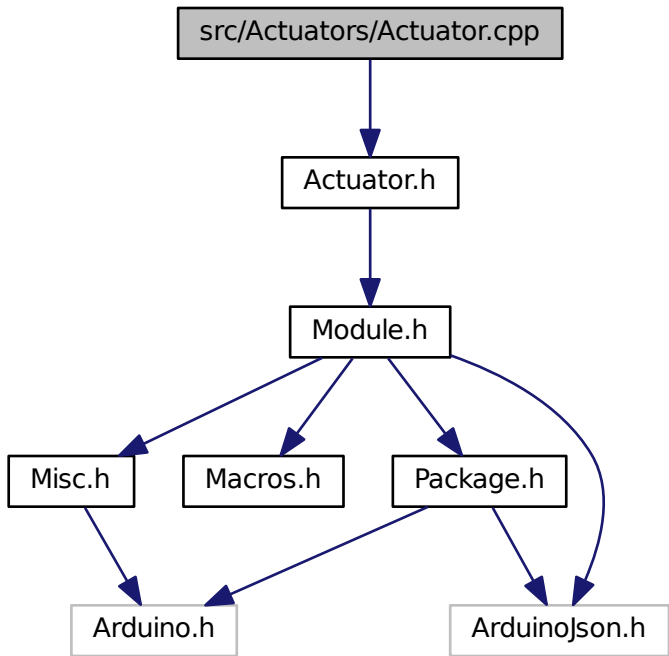 src/Actuators/Actuator.cpp
Actuator.h
Module.h
Misc.h
Macros.h
Package.h
Arduino.h
ArduinoJson.h